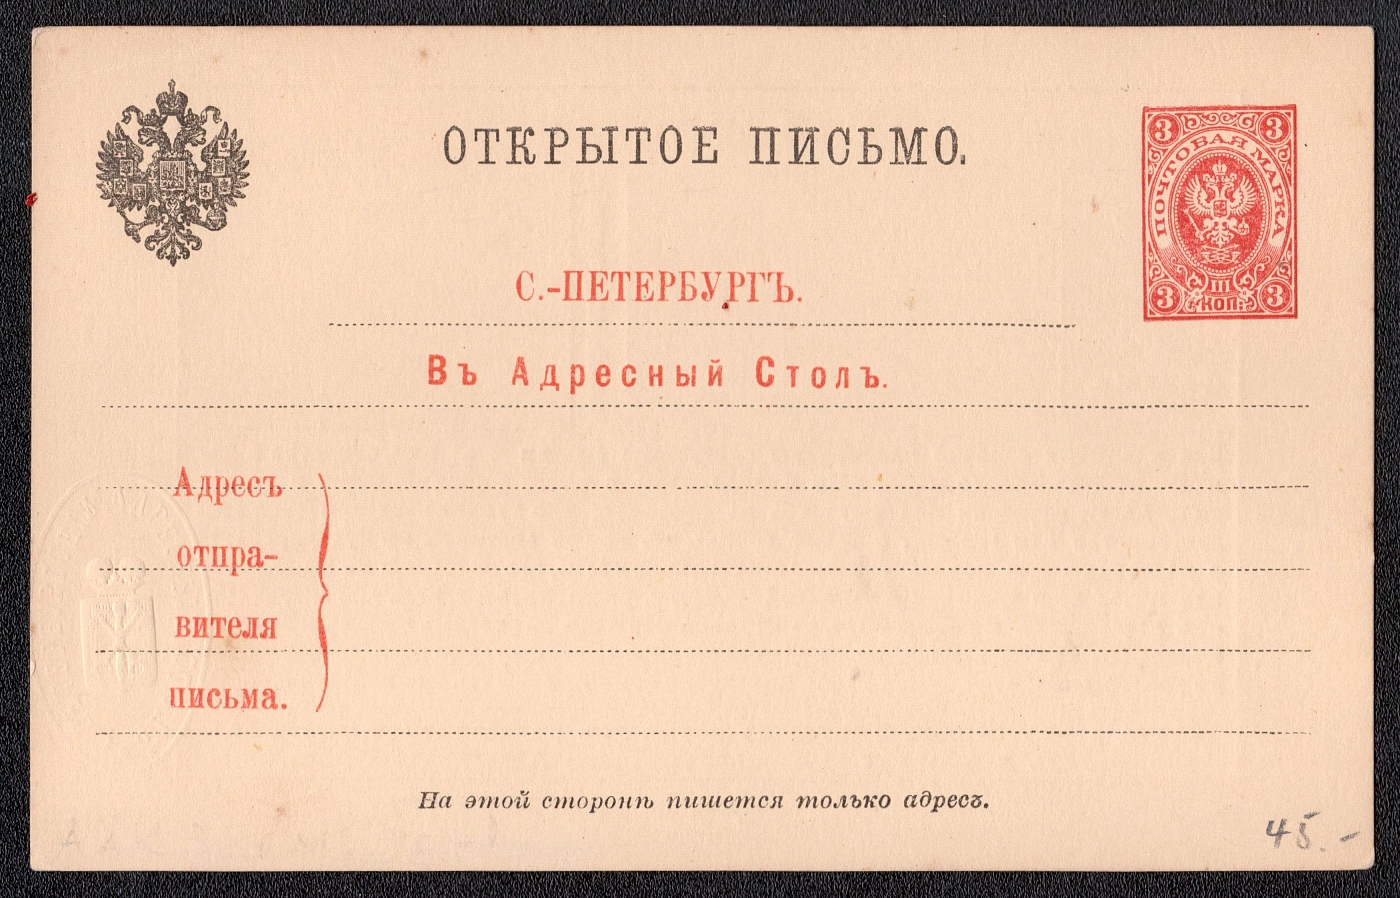 ОТКРЫТОЕ ПИСЬМО.
3 3
ПОЧТОВАЯ МАРКА
III
3 КОП: 3
С.-ПЕТЕРБУРГЪ.
Въ Адресный Столъ.
Адресъ
отпра-
вителя
письма.
На этой сторонѣ пишется только адресъ.
45.-